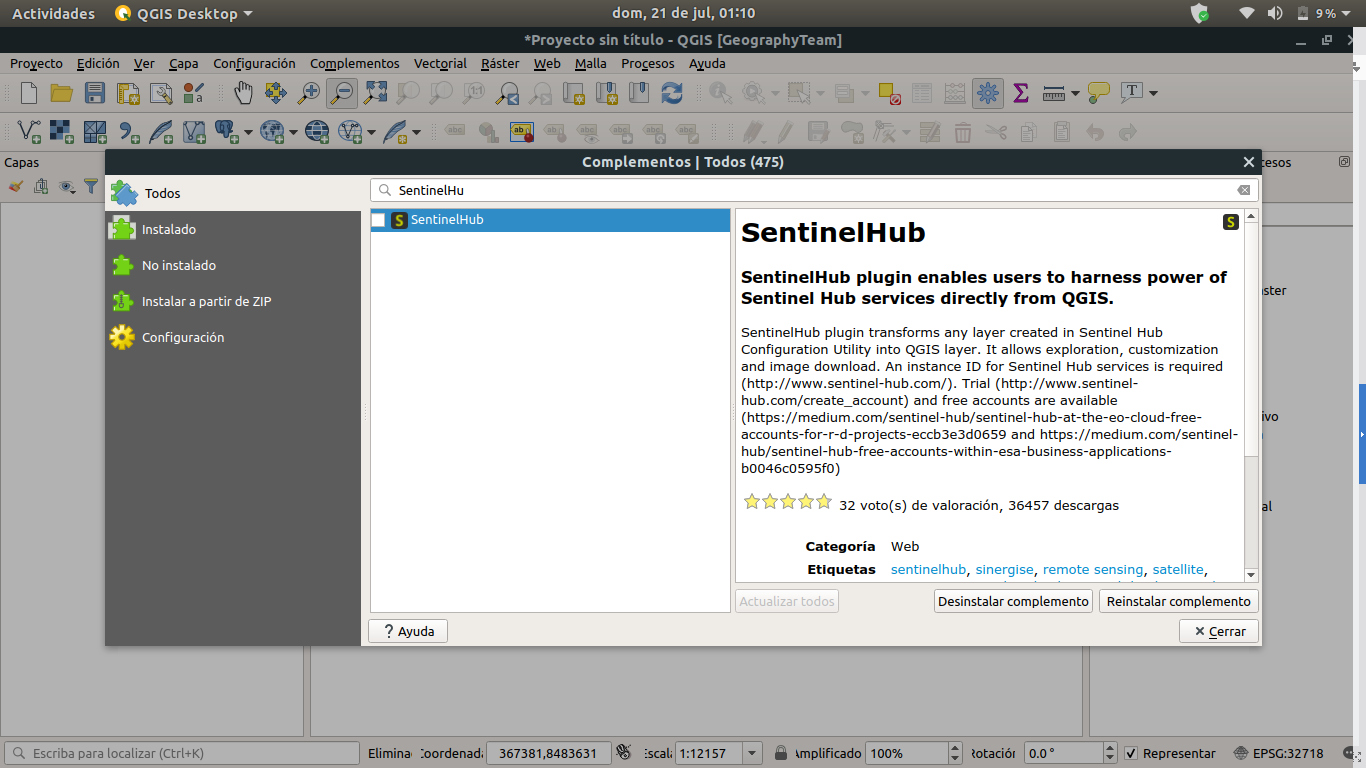 Actividades
QGIS Desktop
dom, 21 de jul, 01:10
9%
*Proyecto sin título - QGIS [GeographyTeam]
Proyecto Edición Ver Capa Configuración Complementos Vectorial Ráster Web Malla Procesos Ayuda
Capas
Complementos | Todos (475)
Todos
Instalado
No instalado
Instalar a partir de ZIP
Configuración
SentinelHu
SentinelHub
SentinelHub
SentinelHub plugin enables users to harness power of
Sentinel Hub services directly from QGIS.
SentinelHub plugin transforms any layer created in Sentinel Hub
Configuration Utility into QGIS layer. It allows exploration, customization
and image download. An instance ID for Sentinel Hub services is required
(http://www.sentinel-hub.com/). Trial (http://www.sentinel-
hub.com/create_account) and free accounts are available
(https://medium.com/sentinel-hub/sentinel-hub-at-the-eo-cloud-free-
accounts-for-r-d-projects-eccb3e3d0659 and https://medium.com/sentinel-
hub/sentinel-hub-free-accounts-within-esa-business-applications-
b0046c0595f0)
32 voto(s) de valoración, 36457 descargas
Categoría Web
Etiquetas sentinelhub, sinergise, remote sensing, satellite,
Actualizar todos
Desinstalar complemento
Reinstalar complemento
Ayuda
Cerrar
Escriba para localizar (Ctrl+K)
Elimina
Coordenada
367381,8483631
Escala
1:12157
Amplificado
100%
Rotación
0.0 °
Representar
EPSG:32718